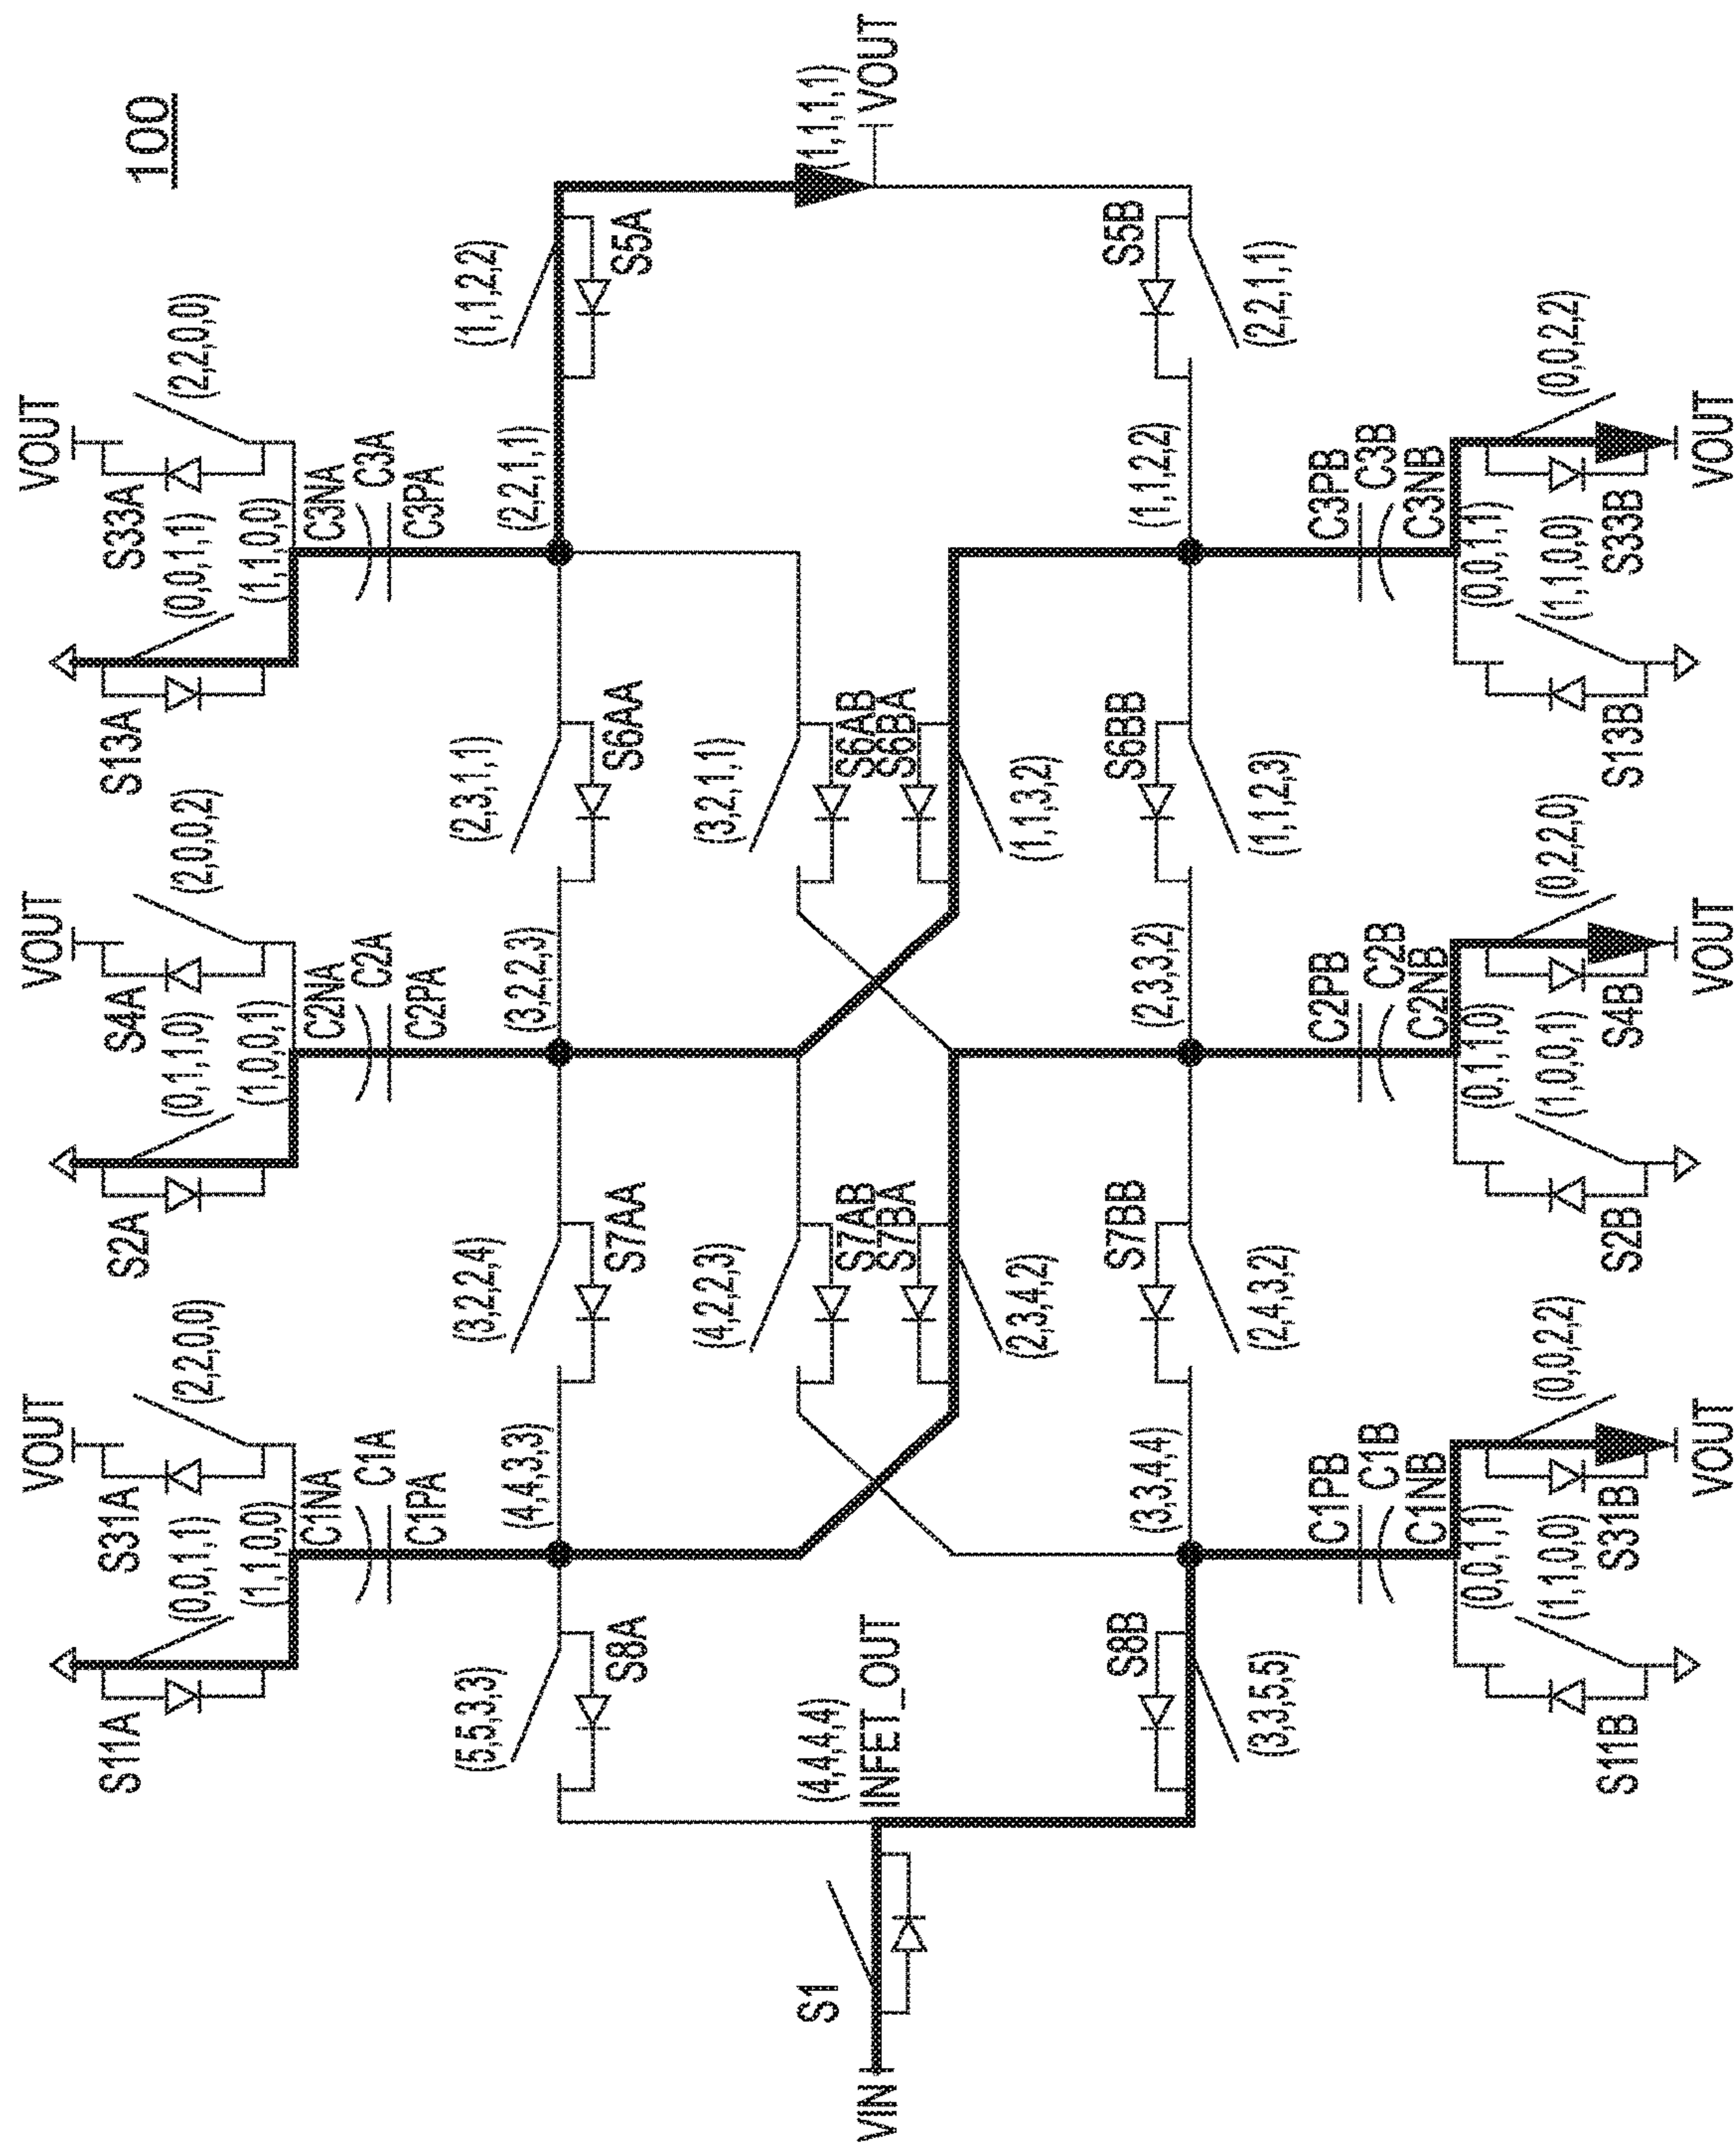 100
VOUT
VOUT
VOUT
S11A
S31A
S2A
S4A
S13A
S33A
(0,0,1,1)
(2,2,0,0)
(0,1,1,0)
(2,0,0,2)
(0,0,1,1)
(2,2,0,0)
(1,1,0,0)
(1,0,0,1)
(1,1,0,0)
C1NA
C2NA
C3NA
C1A
C2A
C3A
C1PA
C2PA
C3PA
(5,5,3,3)
(3,2,2,4)
(2,3,1,1)
(1,1,2,2)
(4,4,3,3)
(3,2,2,3)
(2,2,1,1)
S8A
S7AA
S6AA
S5A
(4,2,2,3)
(3,2,1,1)
S1
(4,4,4,4)
(1,1,1,1)
S7AB
S6AB
VIN
INFET_OUT
S7BA
S6BA
VOUT
(2,3,4,2)
(1,1,3,2)
S8B
S7BB
S6BB
S5B
(3,3,4,4)
(2,3,3,2)
(1,1,2,2)
(3,3,5,5)
(2,4,3,2)
(1,1,2,3)
(2,2,1,1)
C1PB
C2PB
C3PB
C1B
C2B
C3B
C1NB
C2NB
C3NB
(0,0,1,1)
(0,1,1,0)
(0,0,1,1)
(1,1,0,0)
(0,0,2,2)
(1,0,0,1)
(0,2,2,0)
(1,1,0,0)
(0,0,2,2)
S11B
S31B
S2B
S4B
S13B
S33B
VOUT
VOUT
VOUT